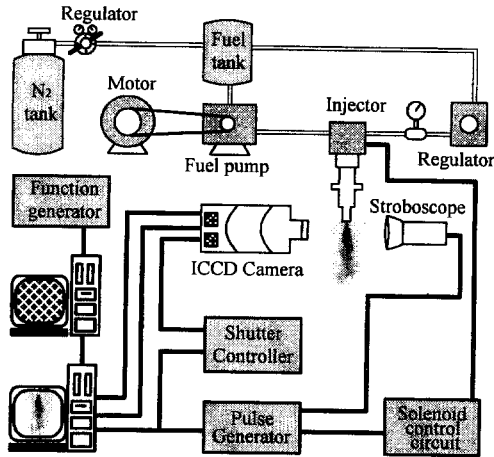 Regulator
Fuel
tank
N2
tank
Motor
Injector
Fuel pump
Regulator
Function
generator
Stroboscope
ICCD Camera
Shutter
Controller
Pulse
Generator
Solenoid
control
circuit